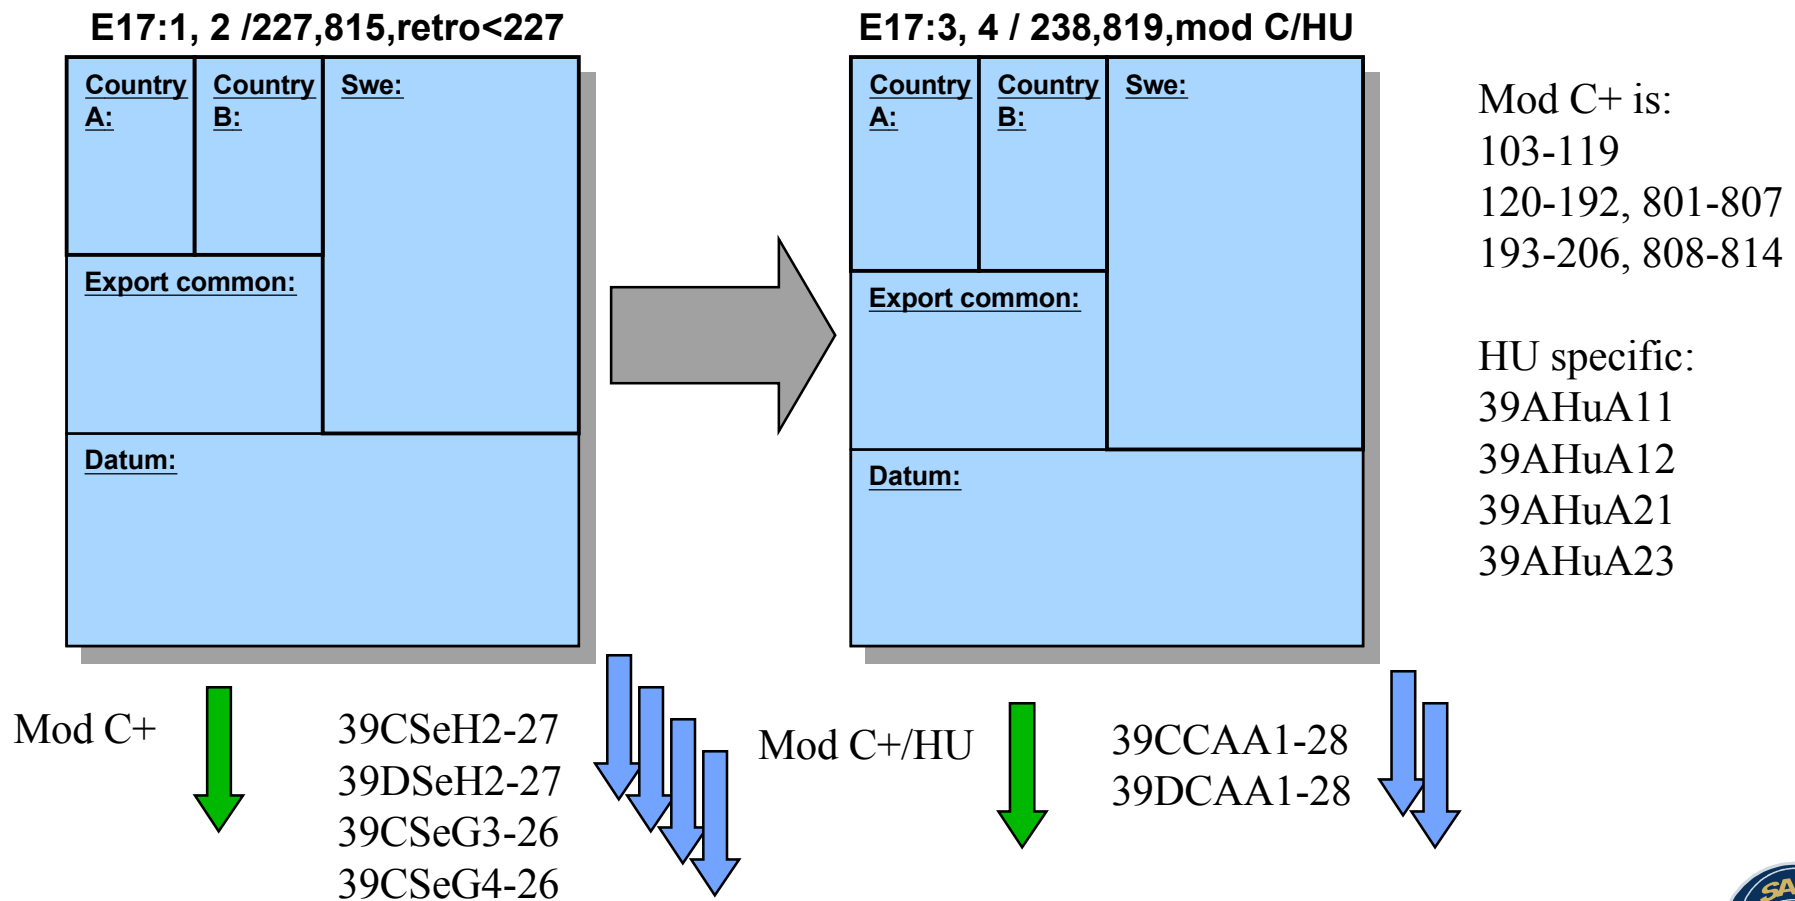 E17:1, 2 /227,815,retro<227
Country A:
Country B:
Swe:
Export common:
Datum:
E17:3, 4 / 238,819,mod C/HU
Country A:
Country B:
Swe:
Export common:
Datum:
Mod C+ is:
103-119
120-192, 801-807
193-206, 808-814
HU specific:
39AHuA11
39AHuA12
39AHuA21
39AHuA23
Mod C+
39CSeH2-27
39DSeH2-27
39CSeG3-26
39CSeG4-26
Mod C+/HU
39CCAA1-28
39DCAA1-28
SA